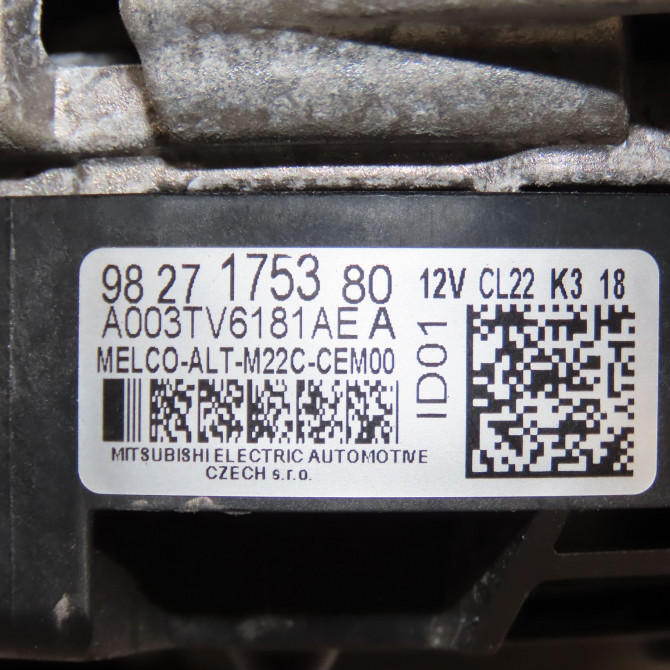 98 27 1753 80 12V CL22 K3 18
A003TV6181AE A
MELCO-ALT-M22C-CEM00
ID01
MITSUBISHI ELECTRIC AUTOMOTIVE
CZECH s.r.o.